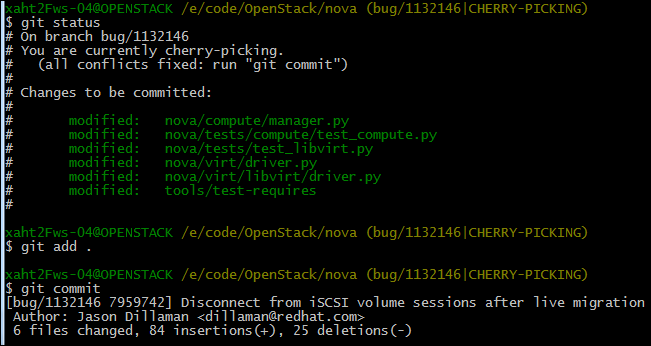 xaht2Fws-04@OPENSTACK /e/code/OpenStack/nova (bug/1132146|CHERRY-PICKING)
$ git status
# On branch bug/1132146
# You are currently cherry-picking.
#   (all conflicts fixed: run "git commit")
#
# Changes to be committed:
#
#       modified:   nova/compute/manager.py
#       modified:   nova/tests/compute/test_compute.py
#       modified:   nova/tests/test_libvirt.py
#       modified:   nova/virt/driver.py
#       modified:   nova/virt/libvirt/driver.py
#       modified:   tools/test-requires
#
xaht2Fws-04@OPENSTACK /e/code/OpenStack/nova (bug/1132146|CHERRY-PICKING)
$ git add .
xaht2Fws-04@OPENSTACK /e/code/OpenStack/nova (bug/1132146|CHERRY-PICKING)
$ git commit
[bug/1132146 7959742] Disconnect from iSCSI volume sessions after live migration
 Author: Jason Dillaman <dillaman@redhat.com>
 6 files changed, 84 insertions(+), 25 deletions(-)